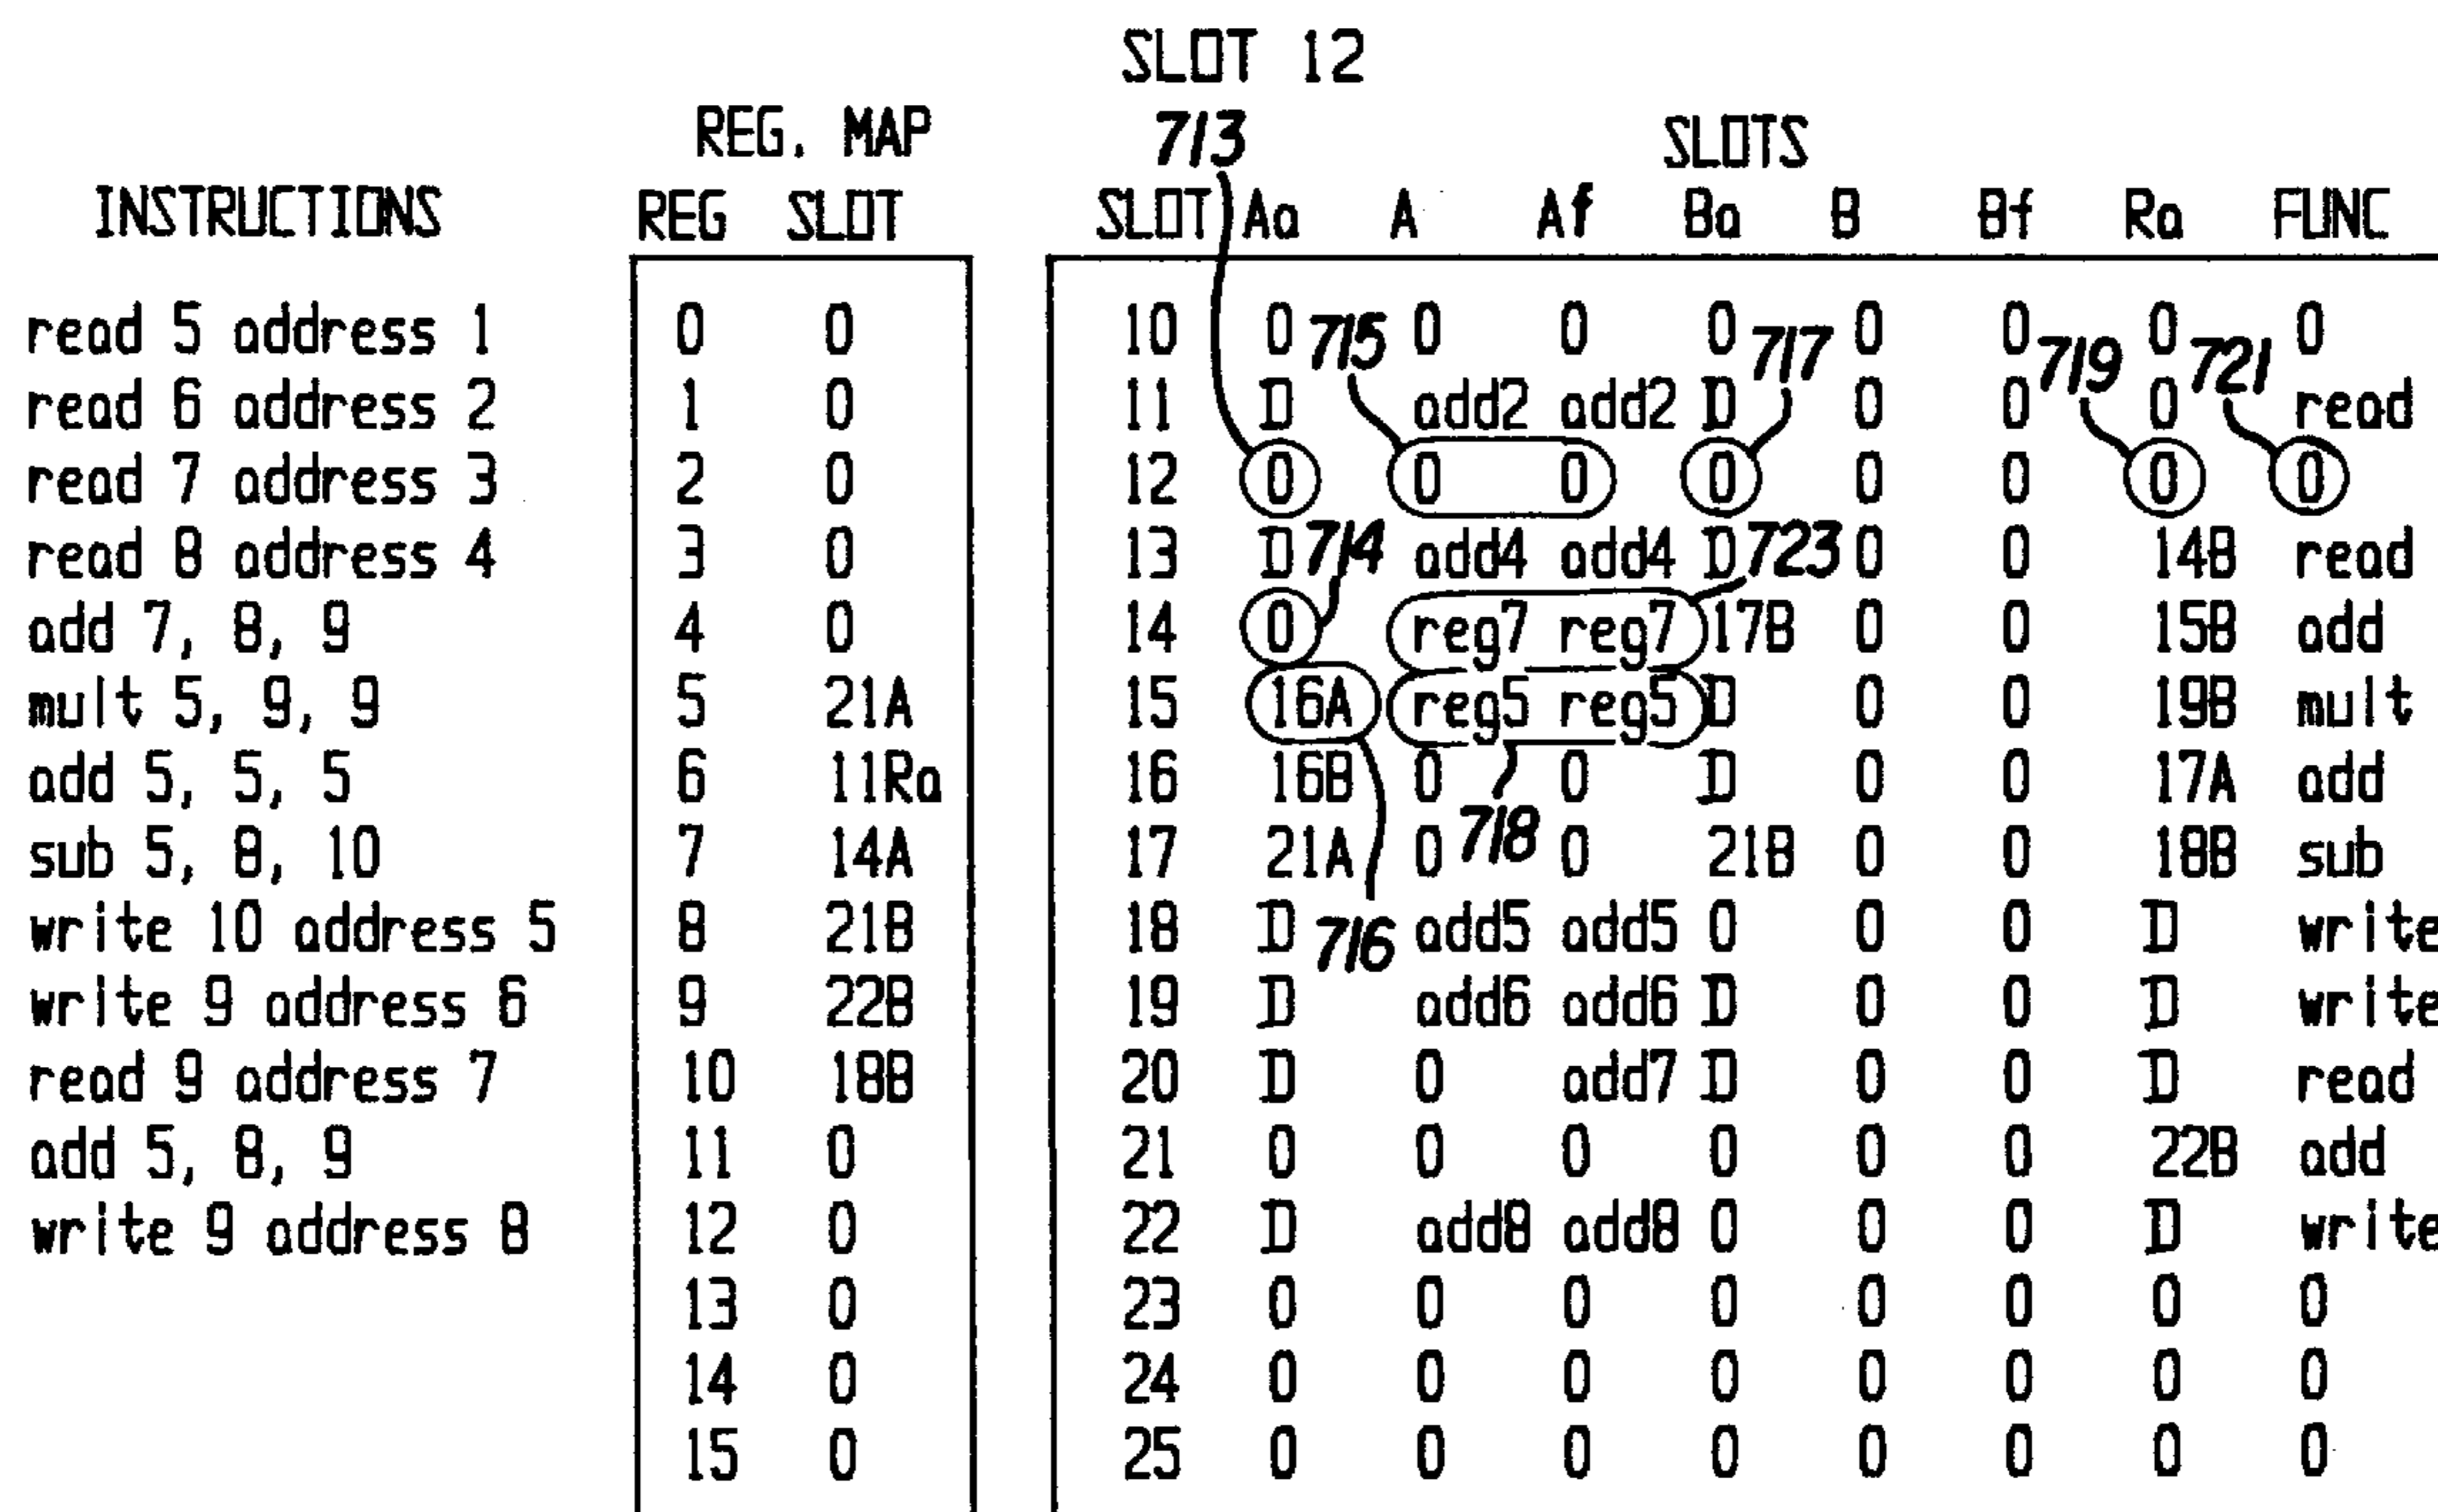 SLOT 12
REG. MAP 713 SLOTS
INSTRUCTIONS REG SLOT SLOT Aa A Af Ba B Bf Ra FUNC
read 5 address 1 0 0 10 0 715 0 0 0 717 0 0 719 0 721 0
read 6 address 2 1 0 11 D add2 add2 D 0 0 0 read
read 7 address 3 2 0 12 0 0 0 0 0 0 0 0
read 8 address 4 3 0 13 D 714 add4 add4 D 723 0 0 14B read
add 7, 8, 9 4 0 14 0 reg7 reg7 17B 0 0 15B add
mult 5, 9, 9 5 21A 15 16A reg5 reg5 D 0 0 19B mult
add 5, 5, 5 6 11Ra 16 16B 0 0 D 0 0 17A add
sub 5, 8, 10 7 14A 17 21A 0 718 0 21B 0 0 18B sub
write 10 address 5 8 21B 18 D 716 add5 add5 0 0 0 D write
write 9 address 6 9 22B 19 D add6 add6 D 0 0 D write
read 9 address 7 10 18B 20 D 0 add7 D 0 0 D read
add 5, 8, 9 11 0 21 0 0 0 0 0 0 22B add
write 9 address 8 12 0 22 D add8 add8 0 0 0 D write
13 0 23 0 0 0 0 0 0 0 0
14 0 24 0 0 0 0 0 0 0 0
15 0 25 0 0 0 0 0 0 0 0